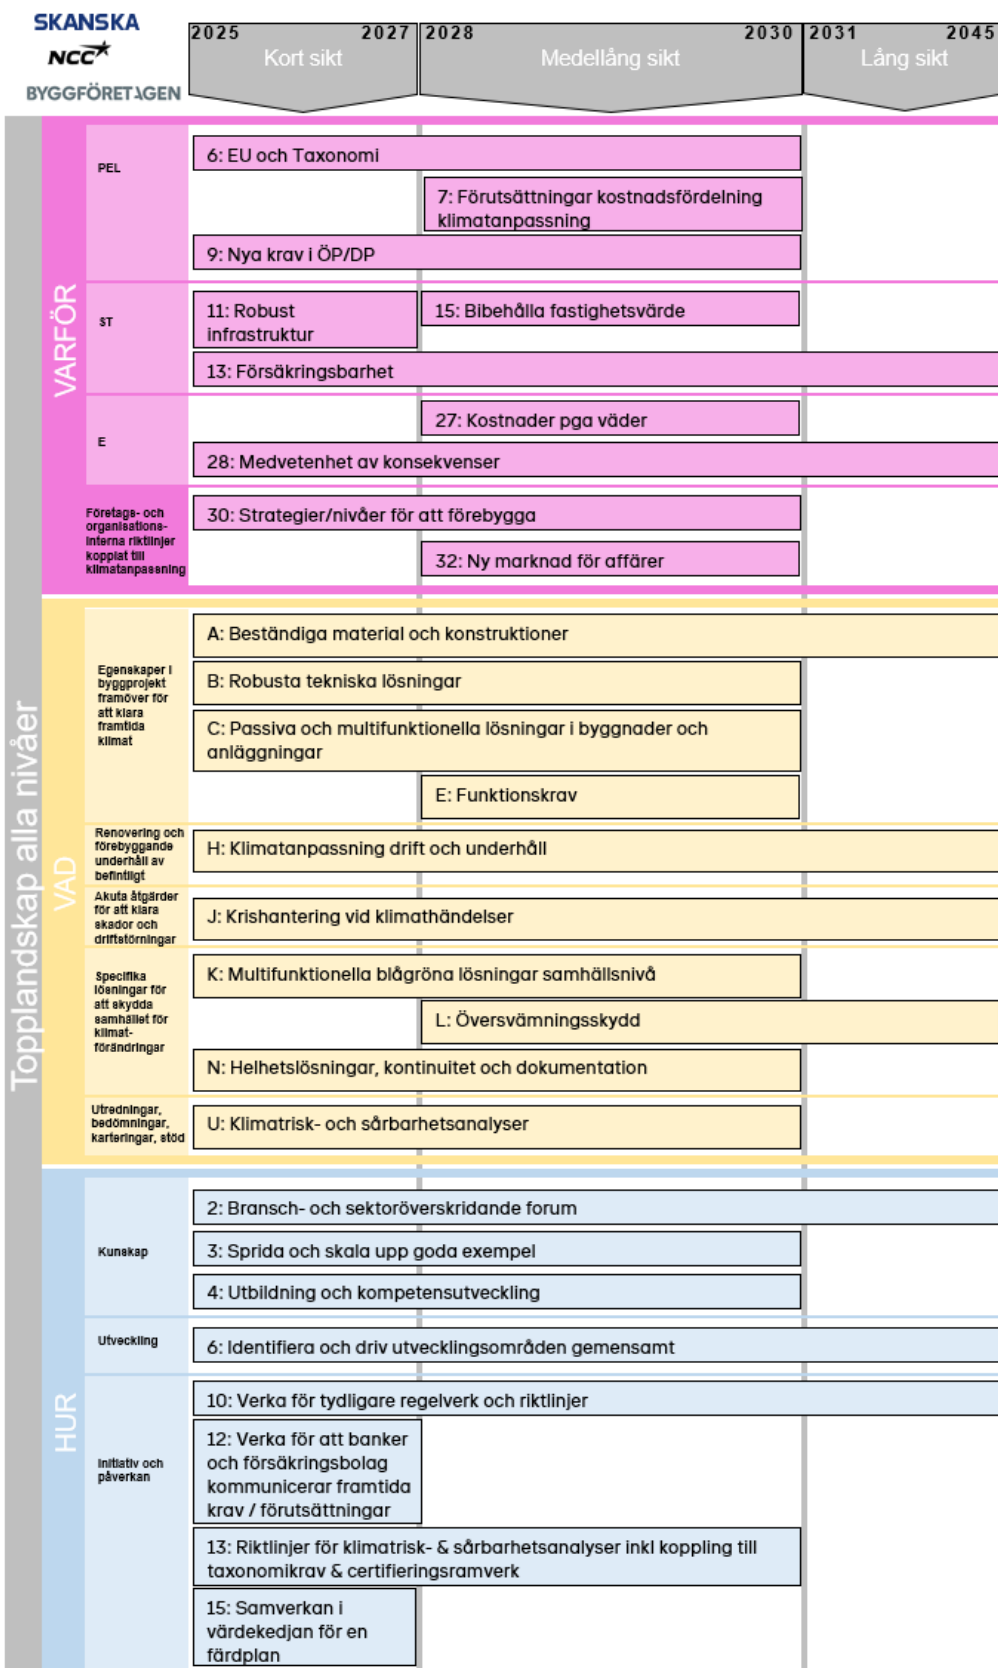 SKANSKA
NCC
BYGGFÖRETAGEN
2025 2027 2028 2030 2031 2045
Kort sikt Medellång sikt Lång sikt
Topplandskap alla nivåer
VARFÖR
PEL
6: EU och Taxonomi
7: Förutsättningar kostnadsfördelning
klimatanpassning
9: Nya krav i ÖP/DP
ST
11: Robust
infrastruktur
15: Bibehålla fastighetsvärde
13: Försäkringsbarhet
E
27: Kostnader pga väder
28: Medvetenhet av konsekvenser
Företags- och
organisations-
interna riktlinjer
kopplat till
klimatanpassning
30: Strategier/nivåer för att förebygga
32: Ny marknad för affärer
VAD
Egenskaper i
byggprojekt
framöver för
att klara
framtida
klimat
A: Beständiga material och konstruktioner
B: Robusta tekniska lösningar
C: Passiva och multifunktionella lösningar i byggnader och
anläggningar
E: Funktionskrav
Renovering och
förebyggande
underhåll av
befintligt
H: Klimatanpassning drift och underhåll
Akuta åtgärder
för att klara
skador och
driftstörningar
J: Krishantering vid klimathändelser
Specifika
lösningar för
att skydda
samhället för
klimat-
förändringar
K: Multifunktionella blågröna lösningar samhällsnivå
L: Översvämningsskydd
N: Helhetslösningar, kontinuitet och dokumentation
Utredningar,
bedömningar,
karteringar, stöd
U: Klimatrisk- och sårbarhetsanalyser
HUR
Kunskap
2: Bransch- och sektoröverskridande forum
3: Sprida och skala upp goda exempel
4: Utbildning och kompetensutveckling
Utveckling
6: Identifiera och driv utvecklingsområden gemensamt
Initiativ och
påverkan
10: Verka för tydligare regelverk och riktlinjer
12: Verka för att banker
och försäkringsbolag
kommunicerar framtida
krav / förutsättningar
13: Riktlinjer för klimatrisk- & sårbarhetsanalyser inkl koppling till
taxonomikrav & certifieringsramverk
15: Samverkan i
värdekedjan för en
färdplan